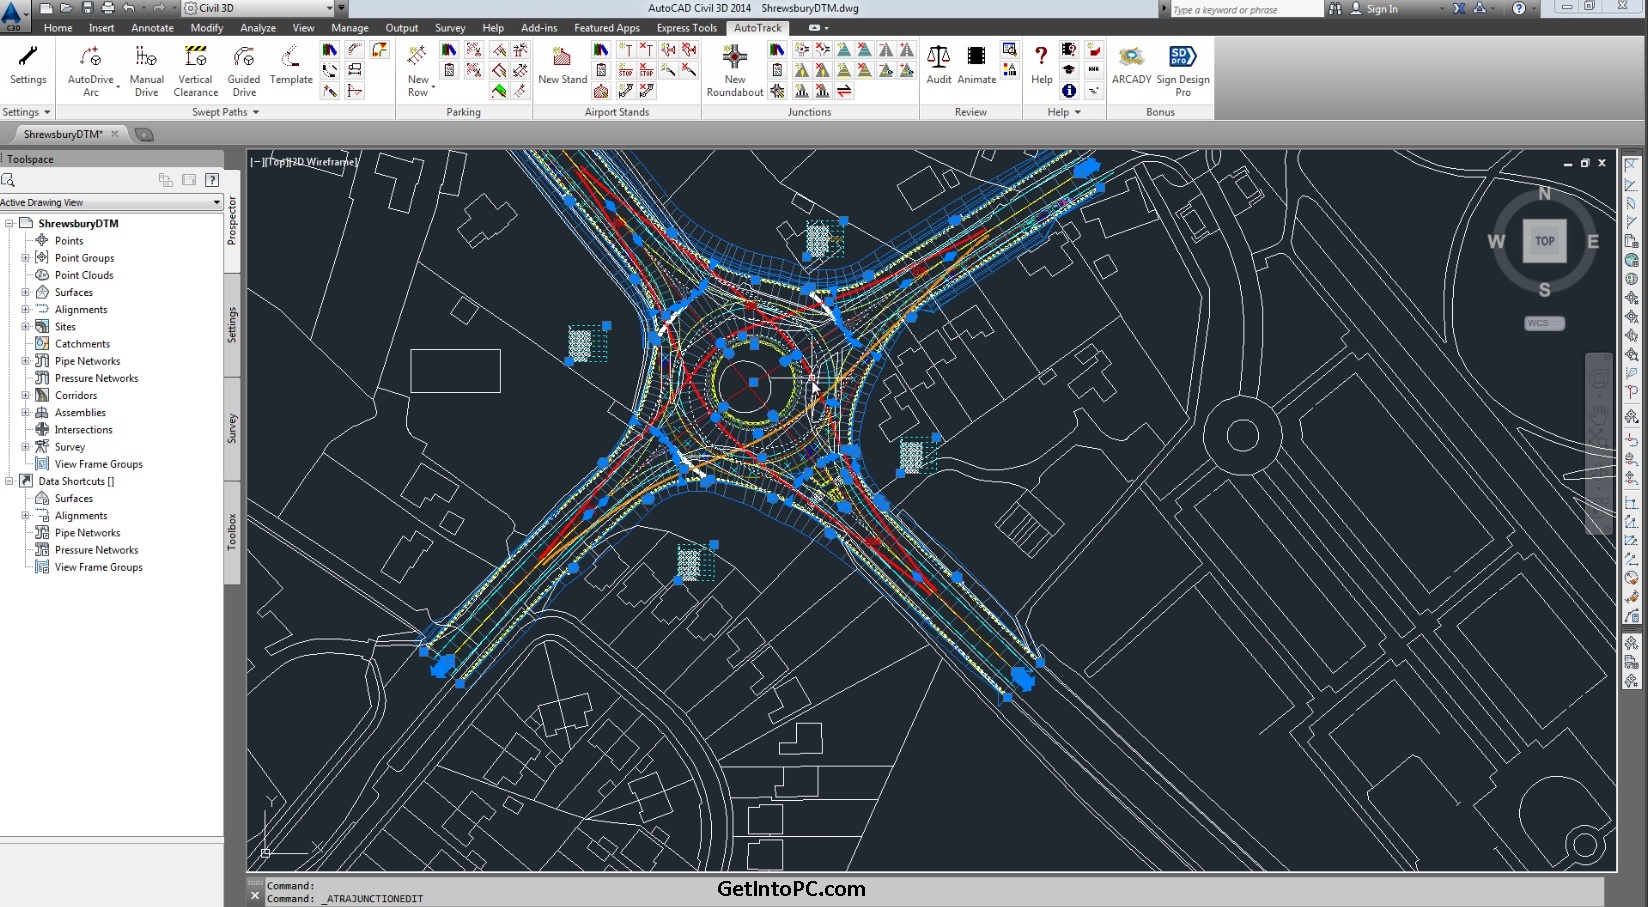 Civil 3D
AutoCAD Civil 3D 2014 ShrewsburyDTM.dwg
Type a keyword or phrase
Sign In
C3D
Home Insert Annotate Modify Analyze View Manage Output Survey Help Add-ins Featured Apps Express Tools AutoTrack
Settings
AutoDrive Arc
Manual Drive
Vertical Clearance
Guided Drive
Template
New Row
New Stand
STOP STOP
New Roundabout
Audit
Animate
Help
ARCADY
SD pro
Sign Design Pro
Settings
Swept Paths
Parking
Airport Stands
Junctions
Review
Help
Bonus
ShrewsburyDTM*
Toolspace
Active Drawing View
ShrewsburyDTM
Points
Point Groups
Point Clouds
Surfaces
Alignments
Sites
Catchments
Pipe Networks
Pressure Networks
Corridors
Assemblies
Intersections
Survey
View Frame Groups
Data Shortcuts []
Surfaces
Alignments
Pipe Networks
Pressure Networks
View Frame Groups
Prospector
Settings
Survey
Toolbox
[−][Top][2D Wireframe]
N
W
TOP
E
S
WCS
Y
X
Command:
Command: _ATRAJUNCTIONEDIT
GetIntoPC.com